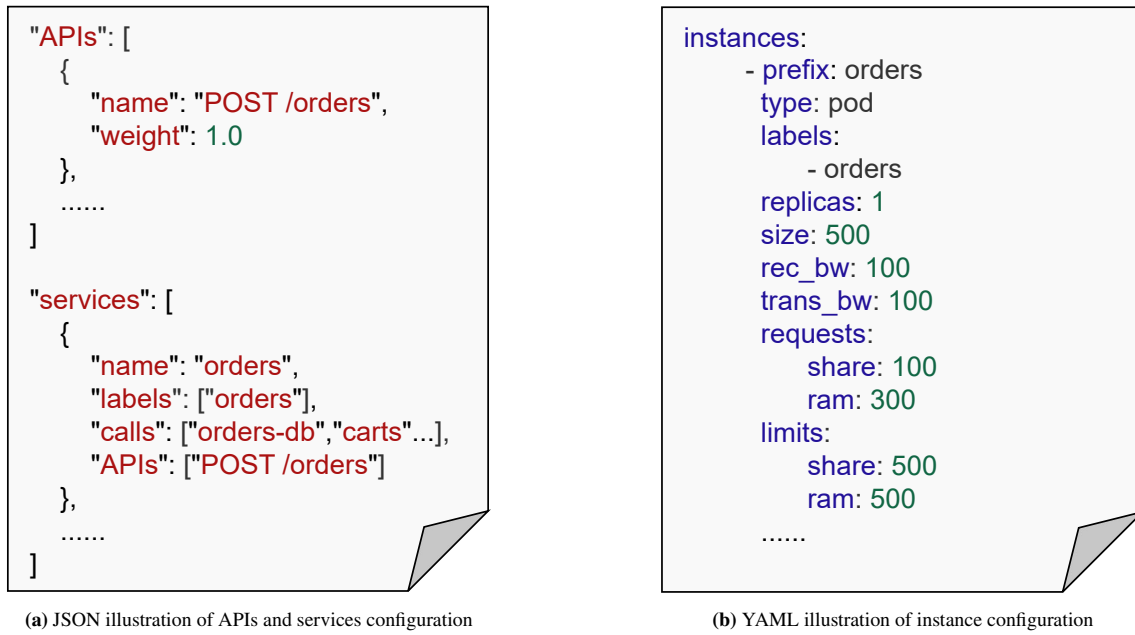 "APIs": [
{
"name": "POST /orders",
"weight": 1.0
},
......
]
"services": [
{
"name": "orders",
"labels": ["orders"],
"calls": ["orders-db","carts"...],
"APIs": ["POST /orders"]
},
......
]
(a) JSON illustration of APIs and services configuration
instances:
- prefix: orders
type: pod
labels:
- orders
replicas: 1
size: 500
rec_bw: 100
trans_bw: 100
requests:
share: 100
ram: 300
limits:
share: 500
ram: 500
......
(b) YAML illustration of instance configuration